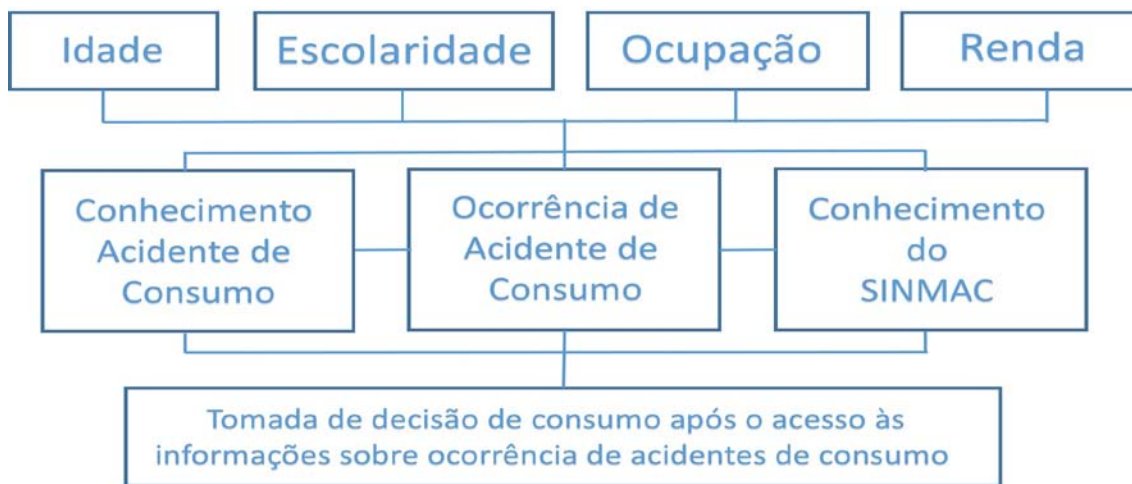 Idade
Escolaridade
Ocupação
Renda
Conhecimento
Acidente de
Consumo
Ocorrência de
Acidente de
Consumo
Conhecimento
do
SINMAC
Tomada de decisão de consumo após o acesso às
informações sobre ocorrência de acidentes de consumo